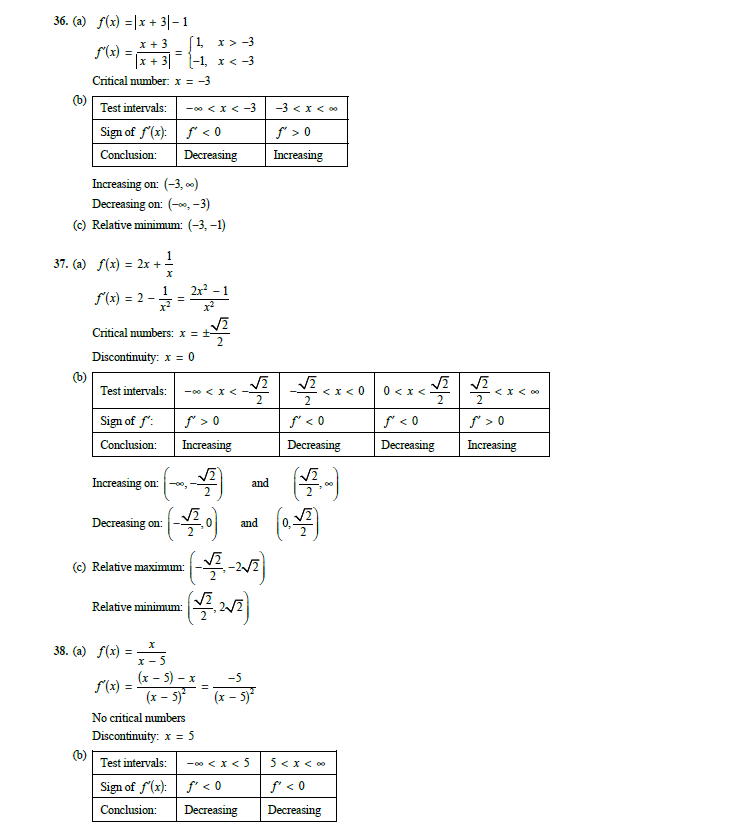 36. (a) f(x) = |x + 3| − 1
f′(x) = (x + 3)/|x + 3| = {1, x > −3
−1, x < −3
Critical number: x = −3
(b) Test intervals: −∞ < x < −3 −3 < x < ∞
Sign of f′(x): f′ < 0 f′ > 0
Conclusion: Decreasing Increasing
Increasing on: (−3, ∞)
Decreasing on: (−∞, −3)
(c) Relative minimum: (−3, −1)
37. (a) f(x) = 2x + 1/x
f′(x) = 2 − 1/x² = (2x² − 1)/x²
Critical numbers: x = ±√2/2
Discontinuity: x = 0
(b) Test intervals: −∞ < x < −√2/2 −√2/2 < x < 0 0 < x < √2/2 √2/2 < x < ∞
Sign of f′: f′ > 0 f′ < 0 f′ < 0 f′ > 0
Conclusion: Increasing Decreasing Decreasing Increasing
Increasing on: (−∞, −√2/2) and (√2/2, ∞)
Decreasing on: (−√2/2, 0) and (0, √2/2)
(c) Relative maximum: (−√2/2, −2√2)
Relative minimum: (√2/2, 2√2)
38. (a) f(x) = x/(x − 5)
f′(x) = ((x − 5) − x)/(x − 5)² = −5/(x − 5)²
No critical numbers
Discontinuity: x = 5
(b) Test intervals: −∞ < x < 5 5 < x < ∞
Sign of f′(x): f′ < 0 f′ < 0
Conclusion: Decreasing Decreasing